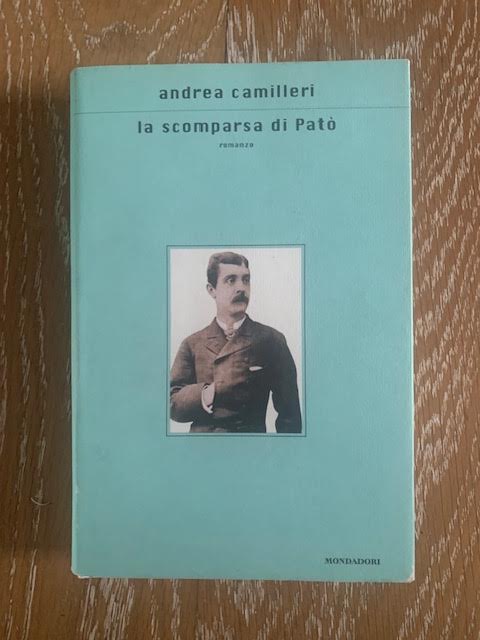 andrea camilleri
la scomparsa di Patò
romanzo
MONDADORI